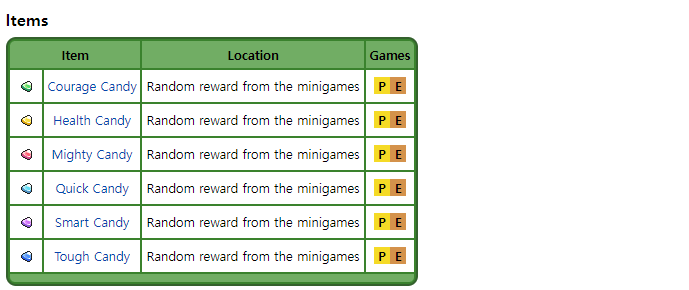 Items
Item Location Games
Courage Candy Random reward from the minigames P E
Health Candy Random reward from the minigames P E
Mighty Candy Random reward from the minigames P E
Quick Candy Random reward from the minigames P E
Smart Candy Random reward from the minigames P E
Tough Candy Random reward from the minigames P E